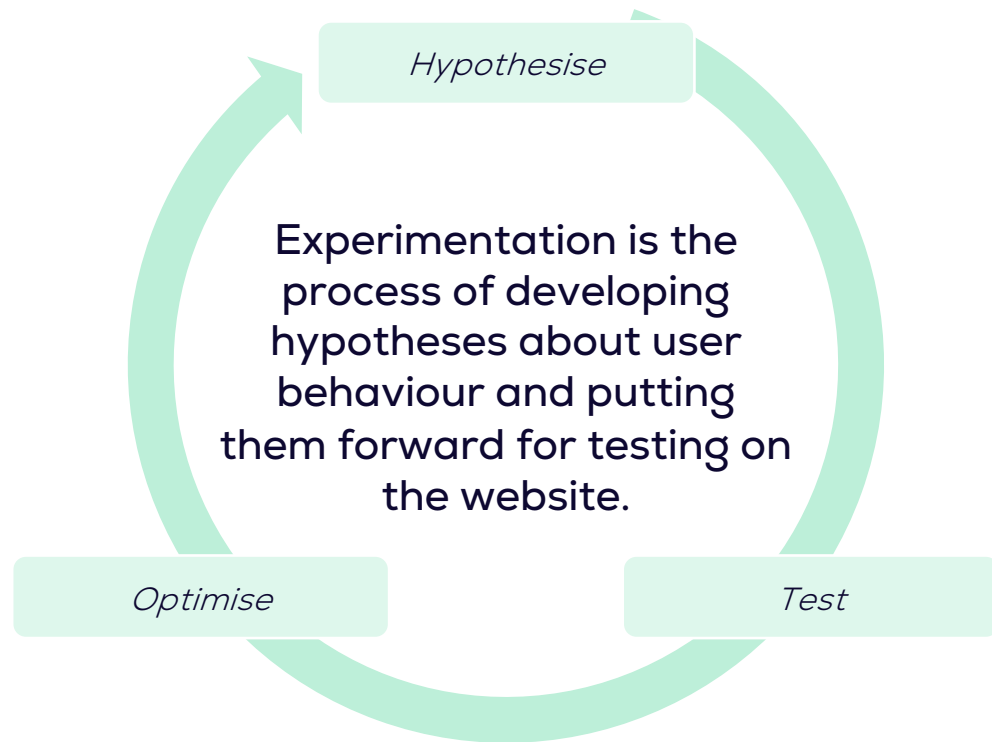 Hypothesise
Experimentation is the
process of developing
hypotheses about user
behaviour and putting
them forward for testing on
the website.
Optimise
Test